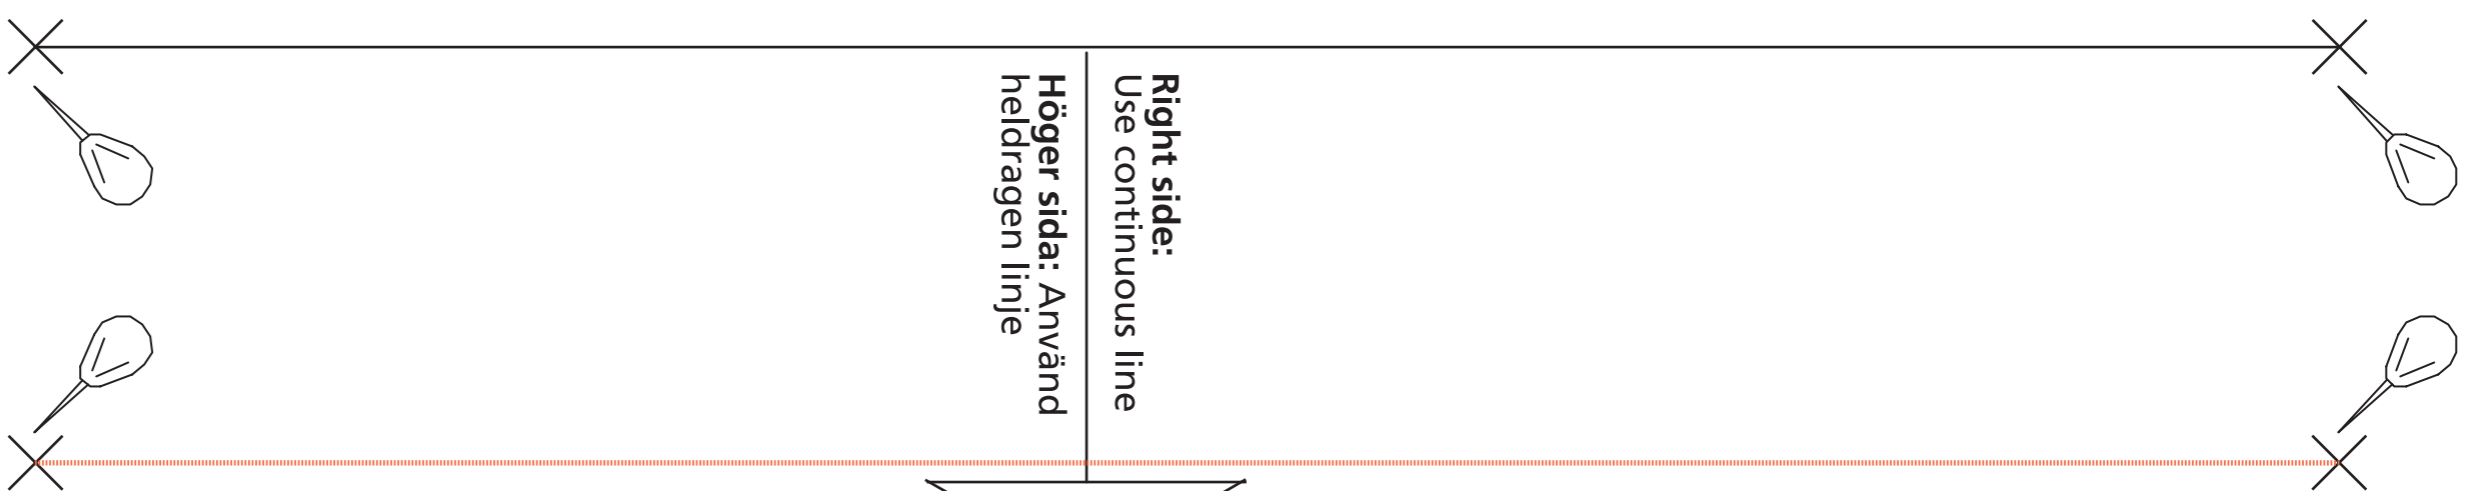 Right side:
Use continuous line
Höger sida: Använd
heldragen linje